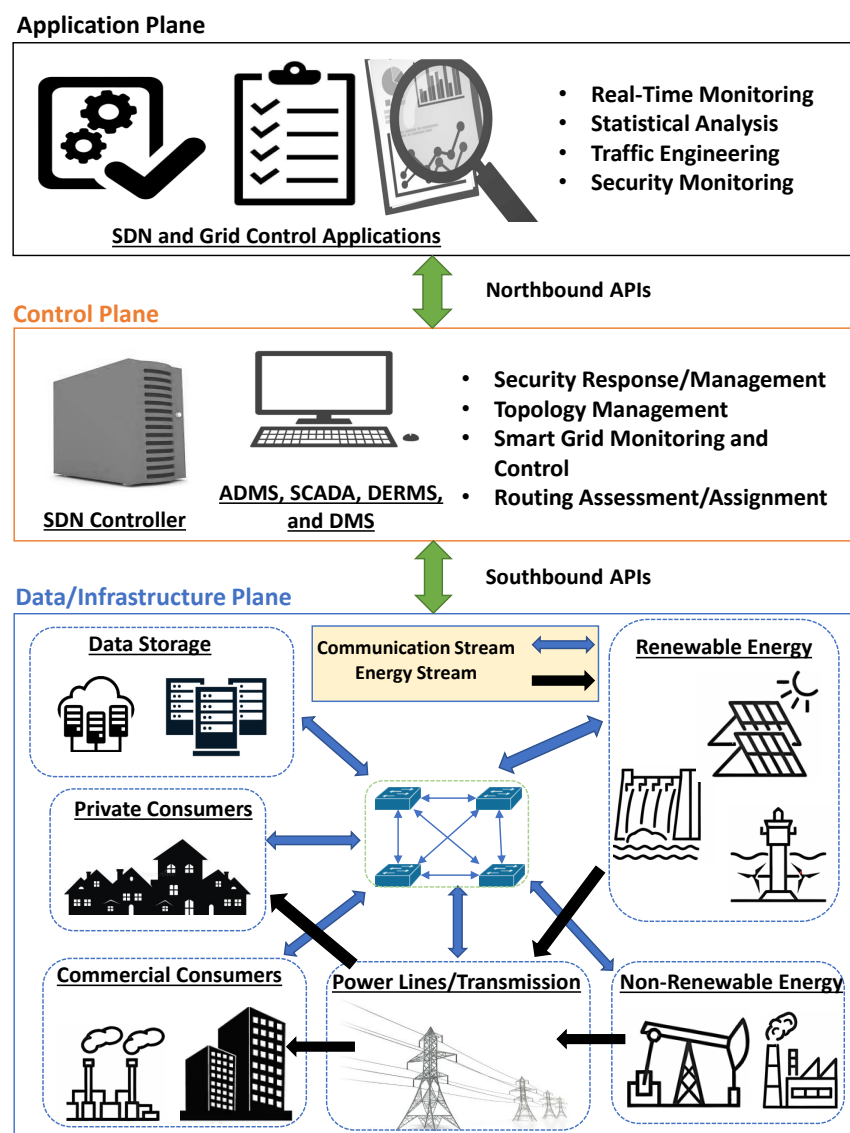 Application Plane
• Real-Time Monitoring
• Statistical Analysis
• Traffic Engineering
• Security Monitoring
SDN and Grid Control Applications
Northbound APIs
Control Plane
• Security Response/Management
• Topology Management
• Smart Grid Monitoring and
Control
• Routing Assessment/Assignment
SDN Controller
ADMS, SCADA, DERMS,
and DMS
Southbound APIs
Data/Infrastructure Plane
Data Storage
Communication Stream
Energy Stream
Renewable Energy
Private Consumers
Commercial Consumers
Power Lines/Transmission
Non-Renewable Energy